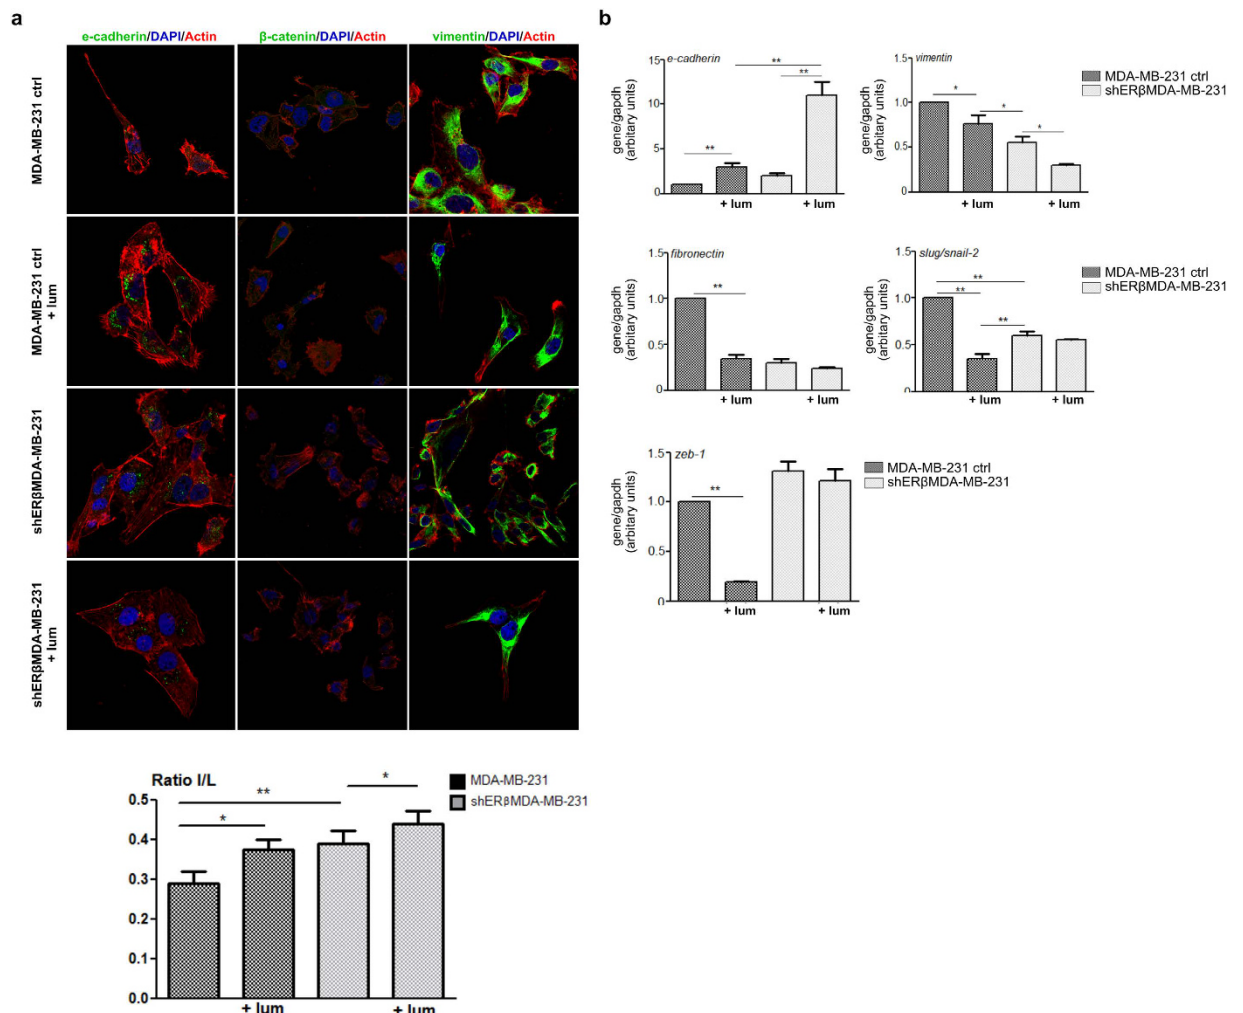 a
e-cadherin/DAPI/Actin
β-catenin/DAPI/Actin
vimentin/DAPI/Actin
MDA-MB-231 ctrl
MDA-MB-231 ctrl
+ lum
shERβMDA-MB-231
shERβMDA-MB-231
+ lum
Ratio l/L
MDA-MB-231
shERβMDA-MB-231
0.5
0.4
0.3
0.2
0.1
0.0
*
**
*
+ lum
+ lum
b
e-cadherin
gene/gapdh
(arbitary units)
15
10
5
0
**
**
**
+ lum
+ lum
vimentin
gene/gapdh
(arbitary units)
1.5
1.0
0.5
0
*
*
*
+ lum
+ lum
MDA-MB-231 ctrl
shERβMDA-MB-231
fibronectin
gene/gapdh
(arbitary units)
1.5
1.0
0.5
0
**
+ lum
+ lum
slug/snail-2
gene/gapdh
(arbitary units)
1.5
1.0
0.5
0
**
**
**
+ lum
+ lum
MDA-MB-231 ctrl
shERβMDA-MB-231
zeb-1
gene/gapdh
(arbitary units)
1.5
1.0
0.5
0
**
+ lum
+ lum
MDA-MB-231 ctrl
shERβMDA-MB-231